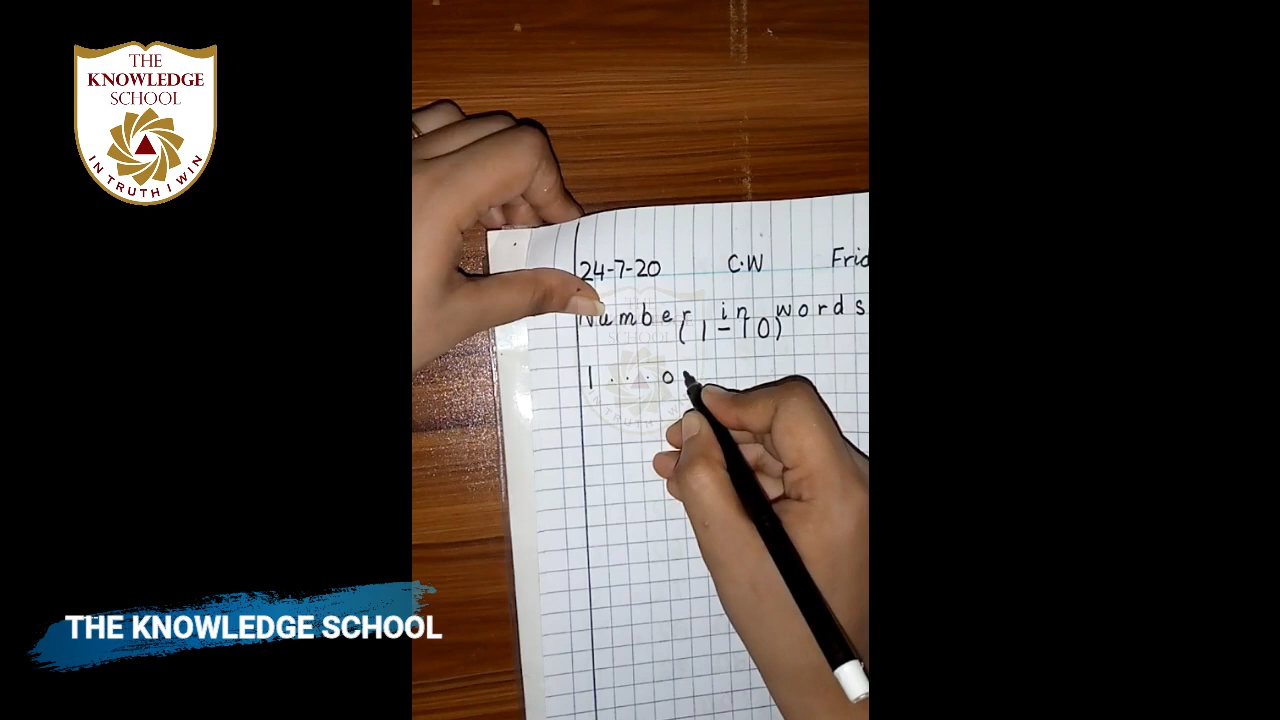 THE
KNOWLEDGE
SCHOOL
IN TRUTH I WIN
24-7-20 C.W Frid
Number in words
(1-10)
1 . . . o
THE KNOWLEDGE SCHOOL